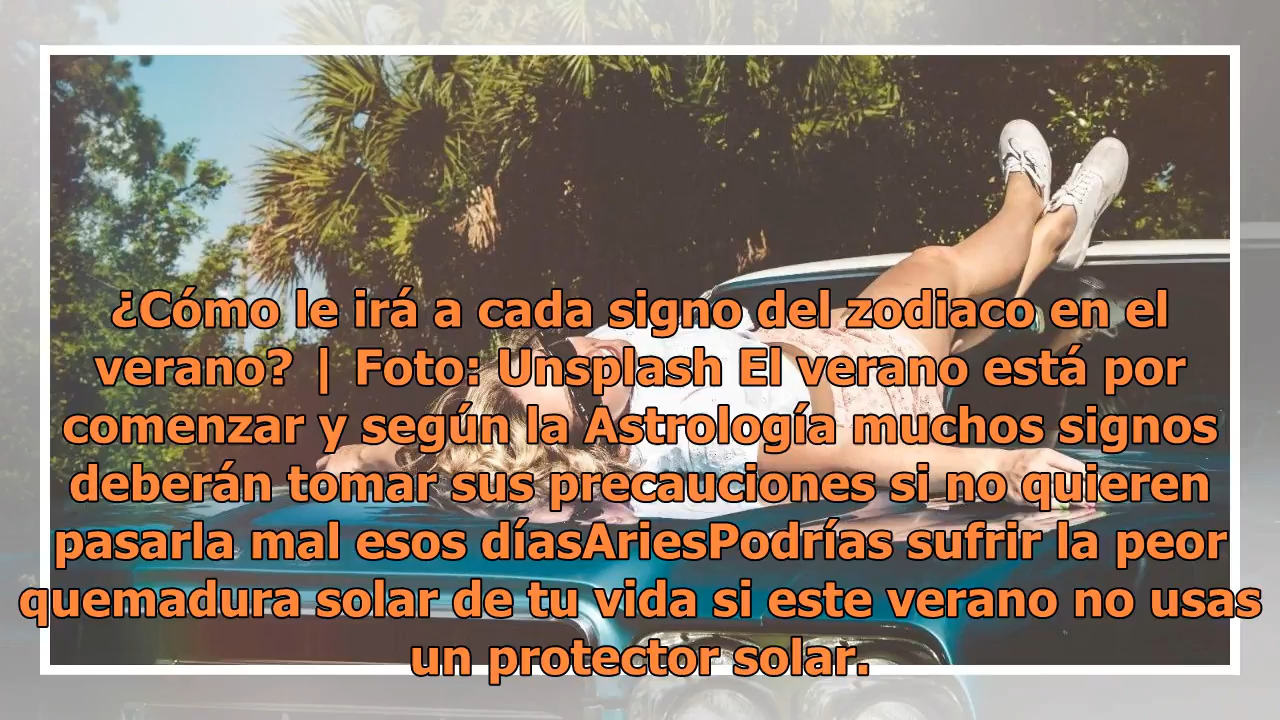 ¿Cómo le irá a cada signo del zodiaco en el
verano? | Foto: Unsplash El verano está por
comenzar y según la Astrología muchos signos
deberán tomar sus precauciones si no quieren
pasarla mal esos díasAriesPodrías sufrir la peor
quemadura solar de tu vida si este verano no usas
un protector solar.